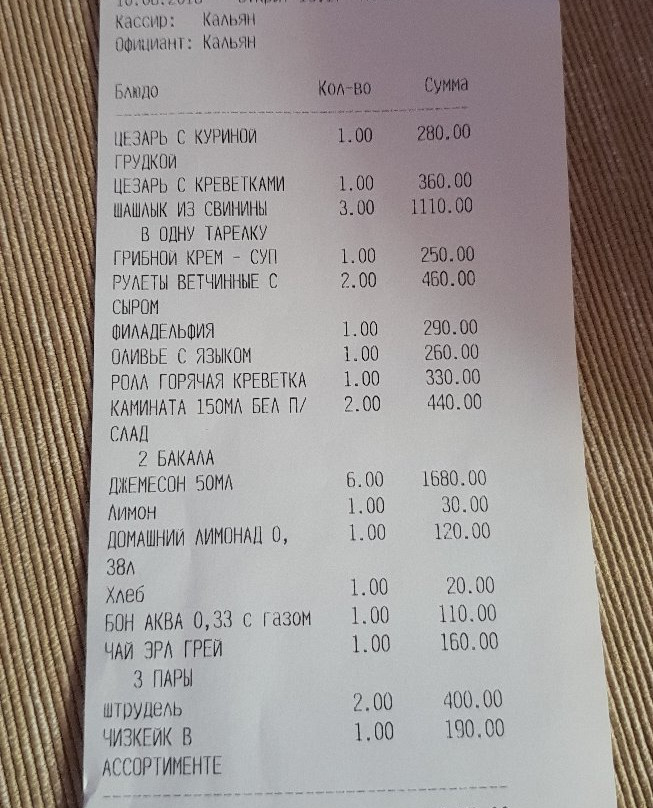 Кассир: Кальян
Официант: Кальян
Блюдо Кол-во Сумма
ЦЕЗАРЬ С КУРИНОЙ 1.00 280.00
ГРУДКОЙ
ЦЕЗАРЬ С КРЕВЕТКАМИ 1.00 360.00
ШАШЛЫК ИЗ СВИНИНЫ 3.00 1110.00
В ОДНУ ТАРЕЛКУ
ГРИБНОЙ КРЕМ - СУП 1.00 250.00
РУЛЕТЫ ВЕТЧИННЫЕ С 2.00 460.00
СЫРОМ
ФИЛАДЕЛЬФИЯ 1.00 290.00
ОЛИВЬЕ С ЯЗЫКОМ 1.00 260.00
РОЛЛ ГОРЯЧАЯ КРЕВЕТКА 1.00 330.00
КАМИНАТА 150МЛ БЕЛ П/ 2.00 440.00
СЛАД
2 БАКАЛА
ДЖЕМЕСОН 50МЛ 6.00 1680.00
Лимон 1.00 30.00
ДОМАШНИЙ ЛИМОНАД 0, 1.00 120.00
38Л
Хлеб 1.00 20.00
БОН АКВА 0,33 с газом 1.00 110.00
ЧАЙ ЭРЛ ГРЕЙ 1.00 160.00
3 ПАРЫ
штрудель 2.00 400.00
ЧИЗКЕЙК В 1.00 190.00
АССОРТИМЕНТЕ